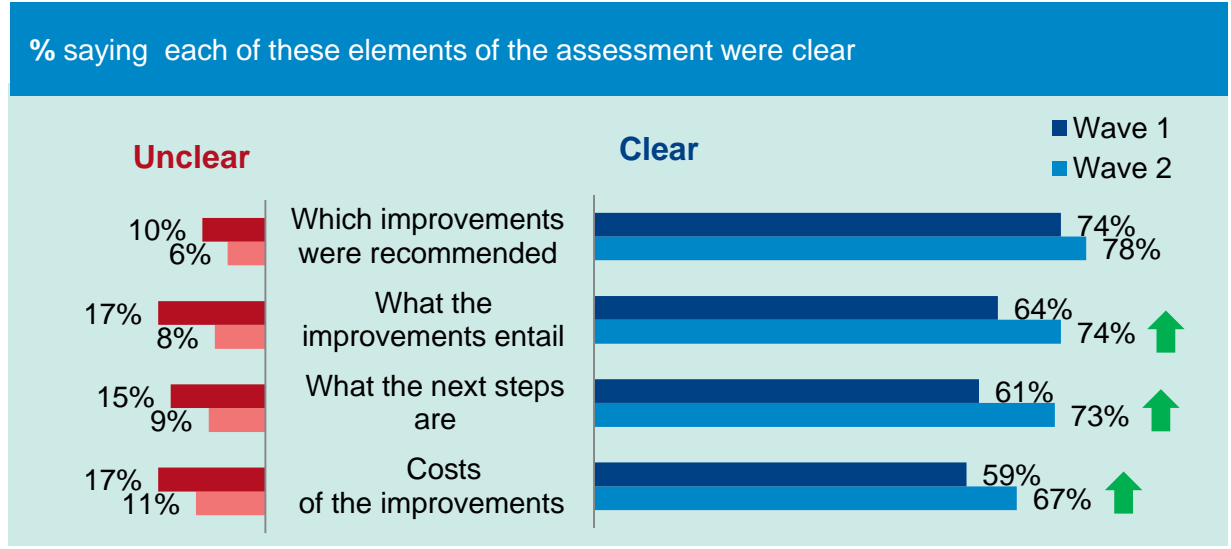 % saying each of these elements of the assessment were clear
Unclear
Clear
Wave 1
Wave 2
10%
6%
Which improvements
were recommended
74%
78%
17%
8%
What the
improvements entail
64%
74%
15%
9%
What the next steps
are
61%
73%
17%
11%
Costs
of the improvements
59%
67%